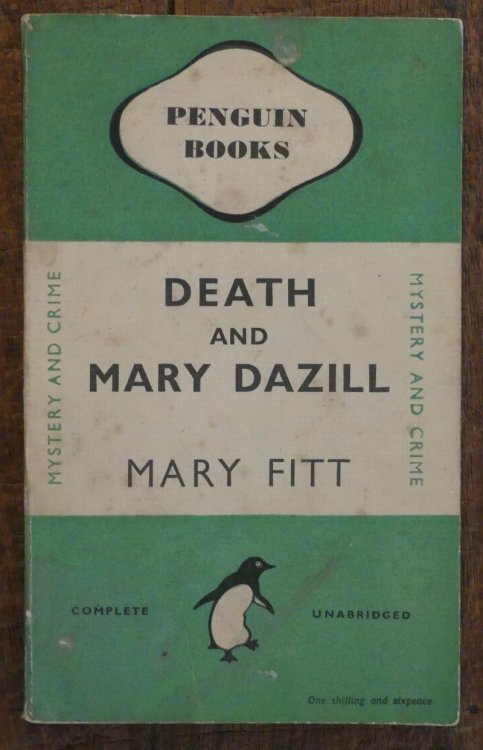 PENGUIN
BOOKS
DEATH
AND
MARY DAZILL
MARY FITT
MYSTERY AND CRIME
MYSTERY AND CRIME
COMPLETE
UNABRIDGED
One shilling and sixpence